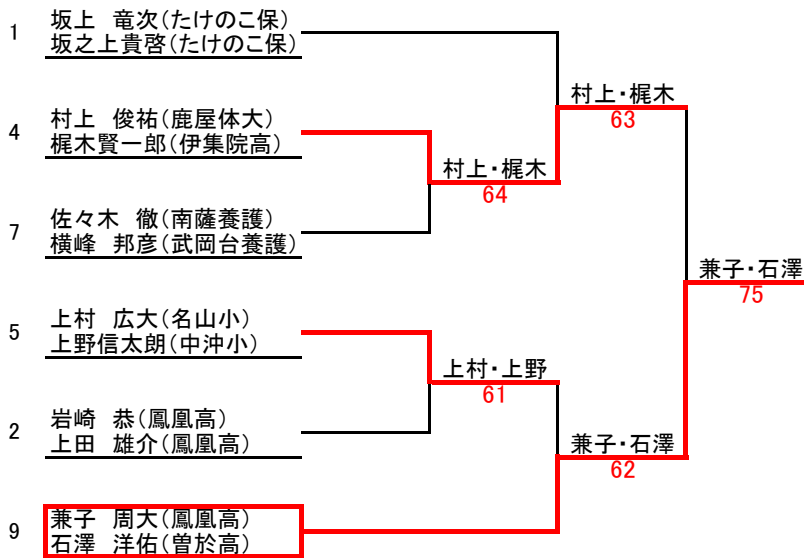 1
坂上　竜次(たけのこ保)
坂之上貴啓(たけのこ保)
4
村上　俊祐(鹿屋体大)
梶木賢一郎(伊集院高)
7
佐々木　徹(南薩養護)
横峰　邦彦(武岡台養護)
5
上村　広大(名山小)
上野信太朗(中沖小)
2
岩崎　恭(鳳凰高)
上田　雄介(鳳凰高)
9
兼子　周大(鳳凰高)
石澤　洋佑(曽於高)
村上・梶木
64
上村・上野
61
村上・梶木
63
兼子・石澤
62
兼子・石澤
75